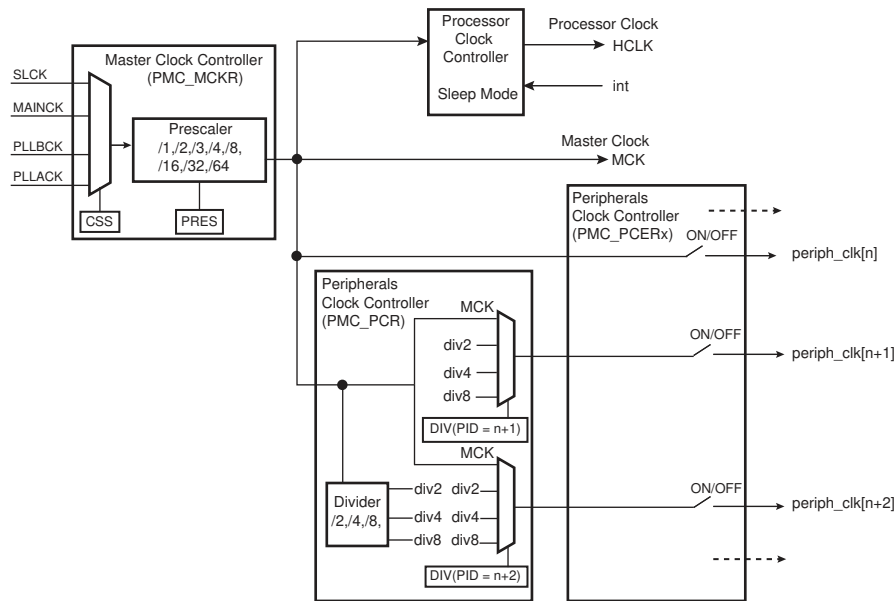 Master Clock Controller
(PMC_MCKR)
SLCK
MAINCK
PLLBCK
PLLACK
Prescaler
/1,/2,/3,/4,/8,
/16,/32,/64
CSS
PRES
Processor
Clock
Controller
Sleep Mode
Processor Clock
HCLK
int
Master Clock
MCK
Peripherals
Clock Controller
(PMC_PCERx)
ON/OFF
periph_clk[n]
ON/OFF
periph_clk[n+1]
ON/OFF
periph_clk[n+2]
Peripherals
Clock Controller
(PMC_PCR)
MCK
div2
div4
div8
DIV(PID = n+1)
MCK
Divider
/2,/4,/8,
div2 div2
div4 div4
div8 div8
DIV(PID = n+2)